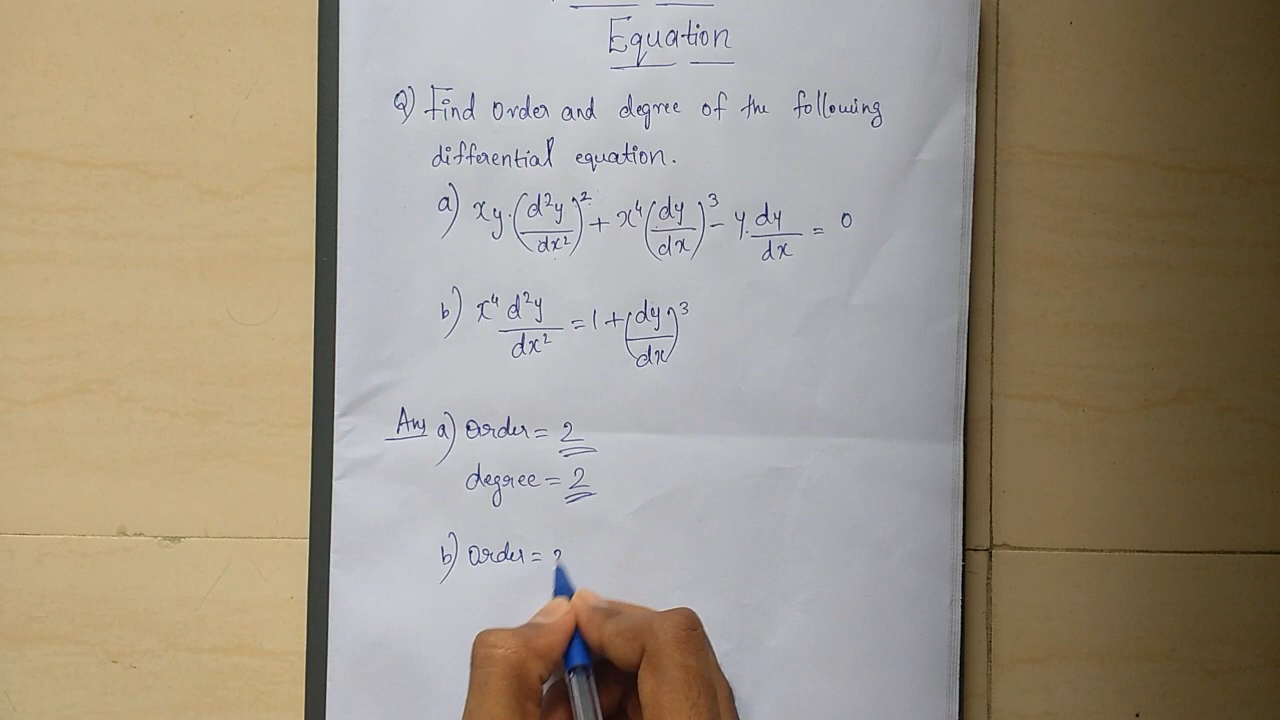 Equation
Q) Find order and degree of the following
differential equation.
a) xy.(d²y/dx²)² + x⁴(dy/dx)³ - y.dy/dx = 0
b) x⁴ d²y/dx² = 1 + (dy/dx)³
Ans a) order = 2
degree = 2
b) order =